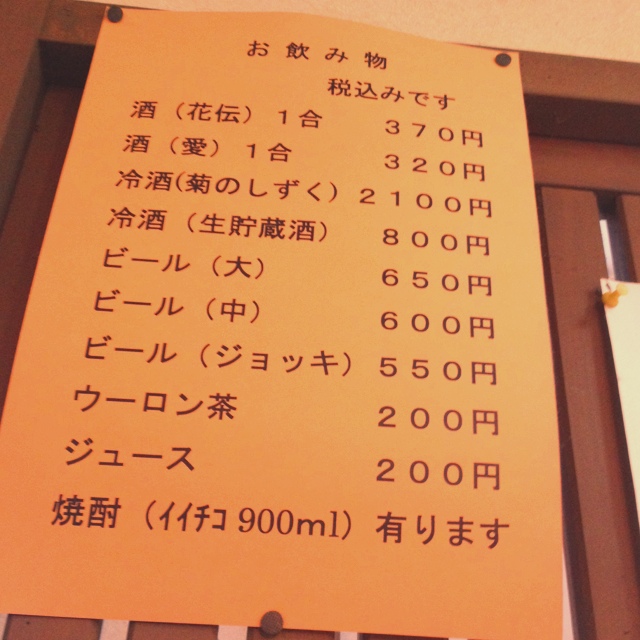 お飲み物
税込みです
酒（花伝）１合　３７０円
酒（愛）１合　３２０円
冷酒(菊のしずく）２１００円
冷酒（生貯蔵酒）　８００円
ビール（大）　６５０円
ビール（中）　６００円
ビール（ジョッキ）５５０円
ウーロン茶　２００円
ジュース　２００円
焼酎（ｲｲﾁｺ 900ml）有ります